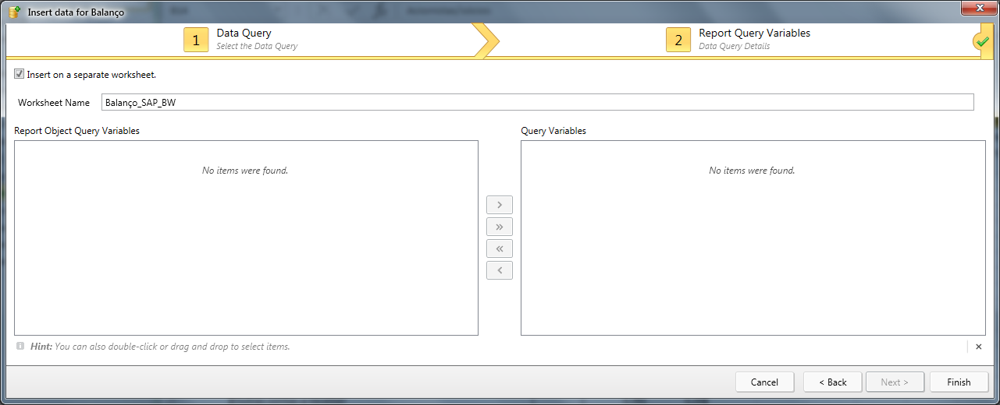 Insert data for Balanço
1 Data Query
Select the Data Query
2 Report Query Variables
Data Query Details
Insert on a separate worksheet.
Worksheet Name Balanço_SAP_BW
Report Object Query Variables Query Variables
No items were found. No items were found.
>
»
«
<
Hint: You can also double-click or drag and drop to select items.
Cancel < Back Next > Finish